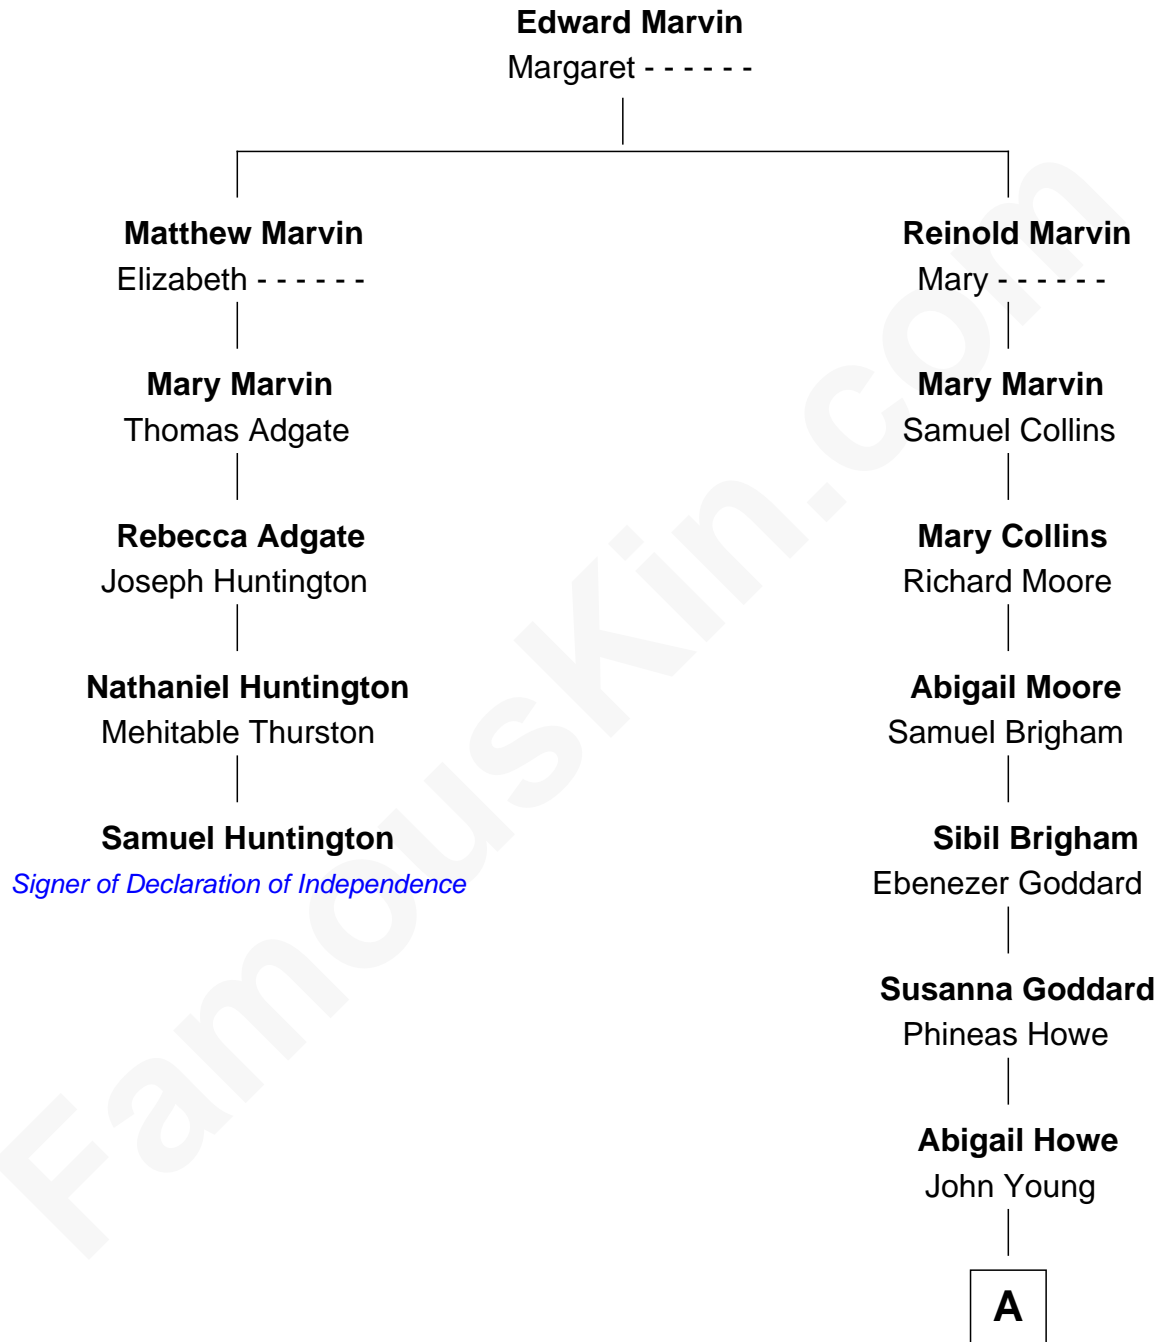 Edward Marvin
Margaret - - - - - -
Matthew Marvin
Elizabeth - - - - - -
Mary Marvin
Thomas Adgate
Rebecca Adgate
Joseph Huntington
Nathaniel Huntington
Mehitable Thurston
Samuel Huntington
Signer of Declaration of Independence
Reinold Marvin
Mary - - - - - -
Mary Marvin
Samuel Collins
Mary Collins
Richard Moore
Abigail Moore
Samuel Brigham
Sibil Brigham
Ebenezer Goddard
Susanna Goddard
Phineas Howe
Abigail Howe
John Young
A
FamousKin.com